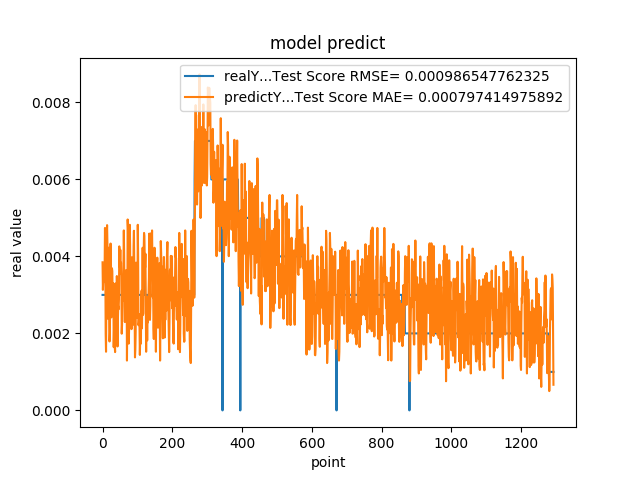 model predict
realY...Test Score RMSE= 0.000986547762325
predictY...Test Score MAE= 0.000797414975892
real value
0.008
0.006
0.004
0.002
0.000
0 200 400 600 800 1000 1200
point